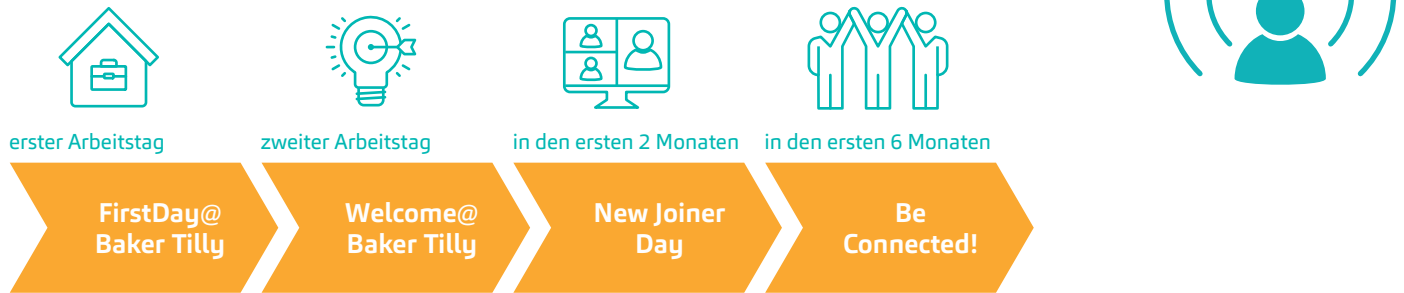 erster Arbeitstag
zweiter Arbeitstag
in den ersten 2 Monaten
in den ersten 6 Monaten
FirstDay@
Baker Tilly
Welcome@
Baker Tilly
New Joiner
Day
Be
Connected!